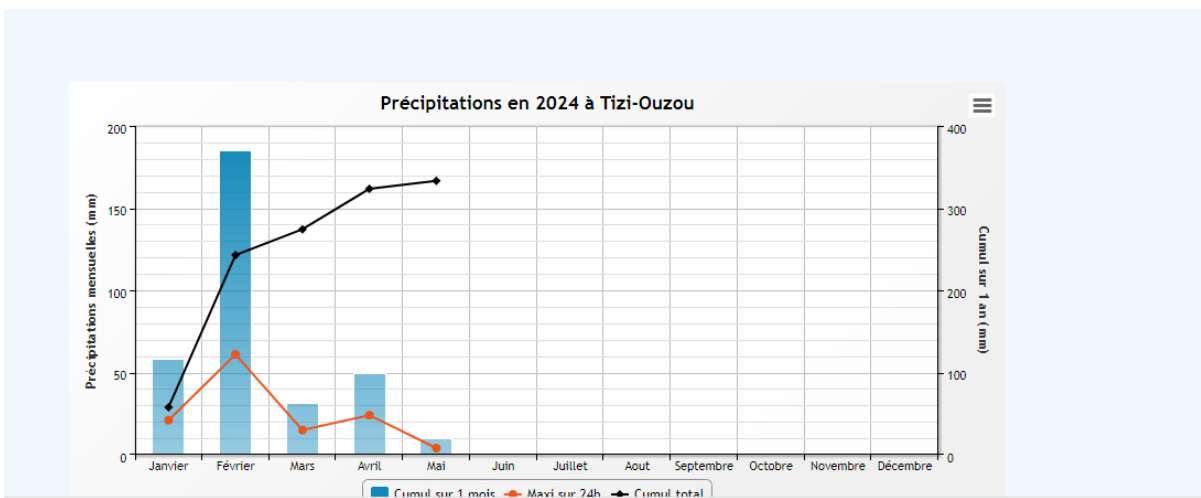 Précipitations en 2024 à Tizi-Ouzou
Précipitations mensuelles (mm)
200
150
100
50
0
400
300
200
100
0
Cumul sur 1 an (mm)
Janvier Février Mars Avril Mai Juin Juillet Aout Septembre Octobre Novembre Décembre
Cumul sur 1 mois Maxi sur 24h Cumul total